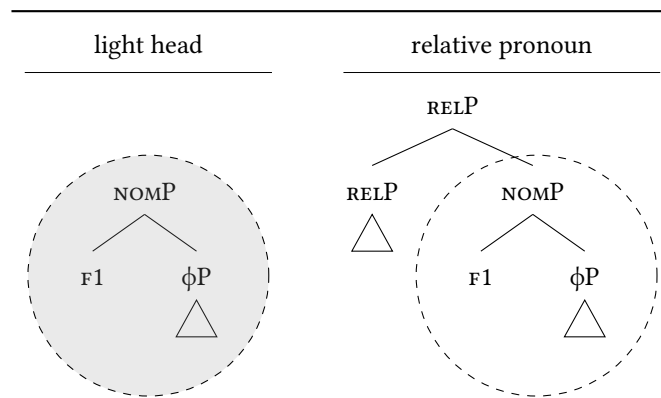 light head relative pronoun
RELP
NOMP RELP NOMP
F1 ϕP F1 ϕP